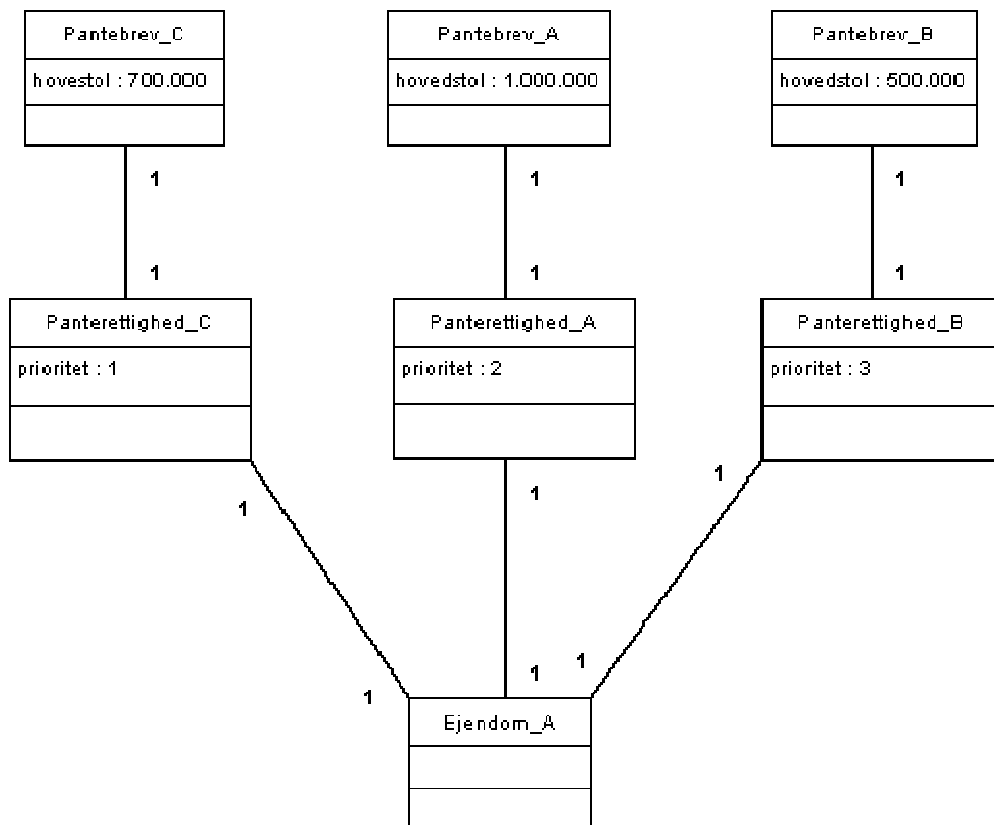 Pantebrev_C
hovestol : 700.000
Pantebrev_A
hovedstol : 1.000.000
Pantebrev_B
hovedstol : 500.000
1
1
1
1
1
1
Panterettighed_C
prioritet : 1
Panterettighed_A
prioritet : 2
Panterettighed_B
prioritet : 3
1
1
1
1
1
1
Ejendom_A